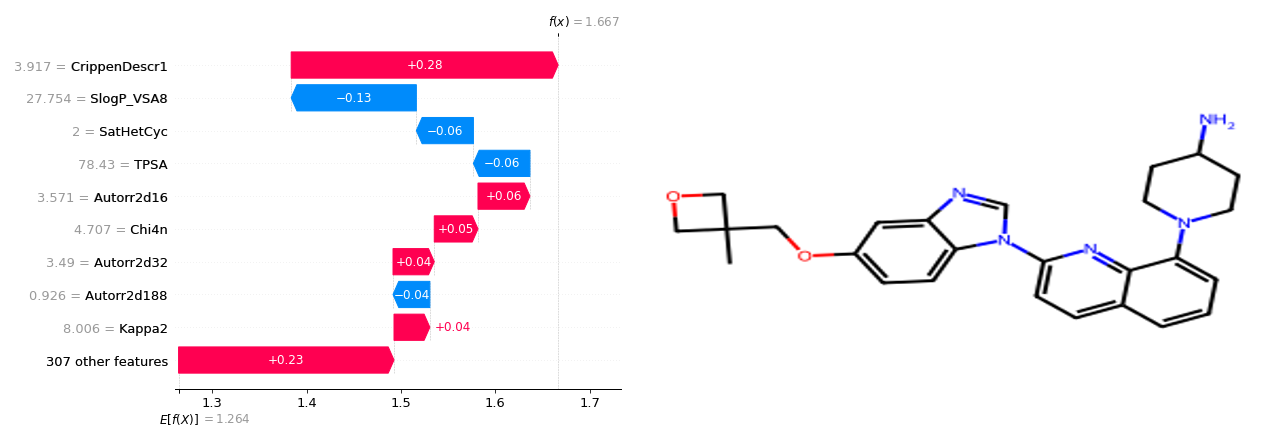 f(x) = 1.667
3.917 = CrippenDescr1 +0.28
27.754 = SlogP_VSA8 −0.13
2 = SatHetCyc −0.06
78.43 = TPSA −0.06
3.571 = Autorr2d16 +0.06
4.707 = Chi4n +0.05
3.49 = Autorr2d32 +0.04
0.926 = Autorr2d188 −0.04
8.006 = Kappa2 +0.04
307 other features +0.23
1.3 1.4 1.5 1.6 1.7
E[f(X)] = 1.264
NH2
O
N
N
N
N
O